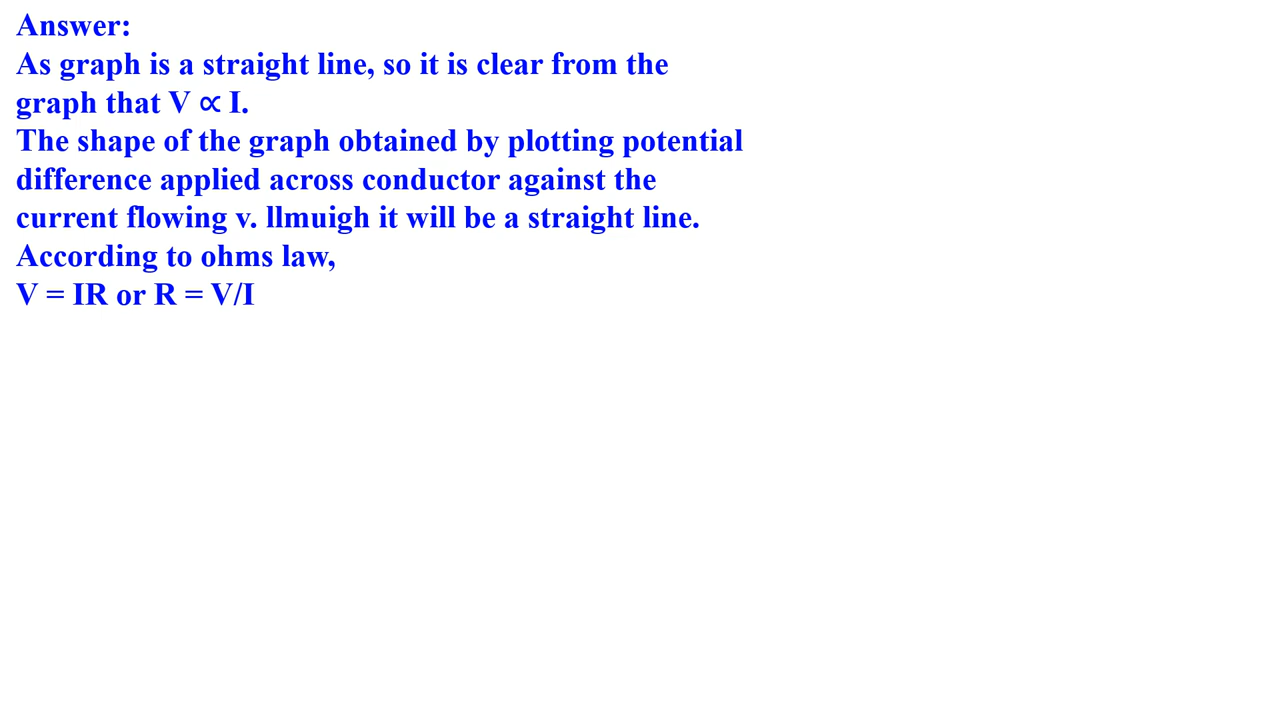 Answer:
As graph is a straight line, so it is clear from the
graph that V ∝ I.
The shape of the graph obtained by plotting potential
difference applied across conductor against the
current flowing v. llmuigh it will be a straight line.
According to ohms law,
V = IR or R = V/I